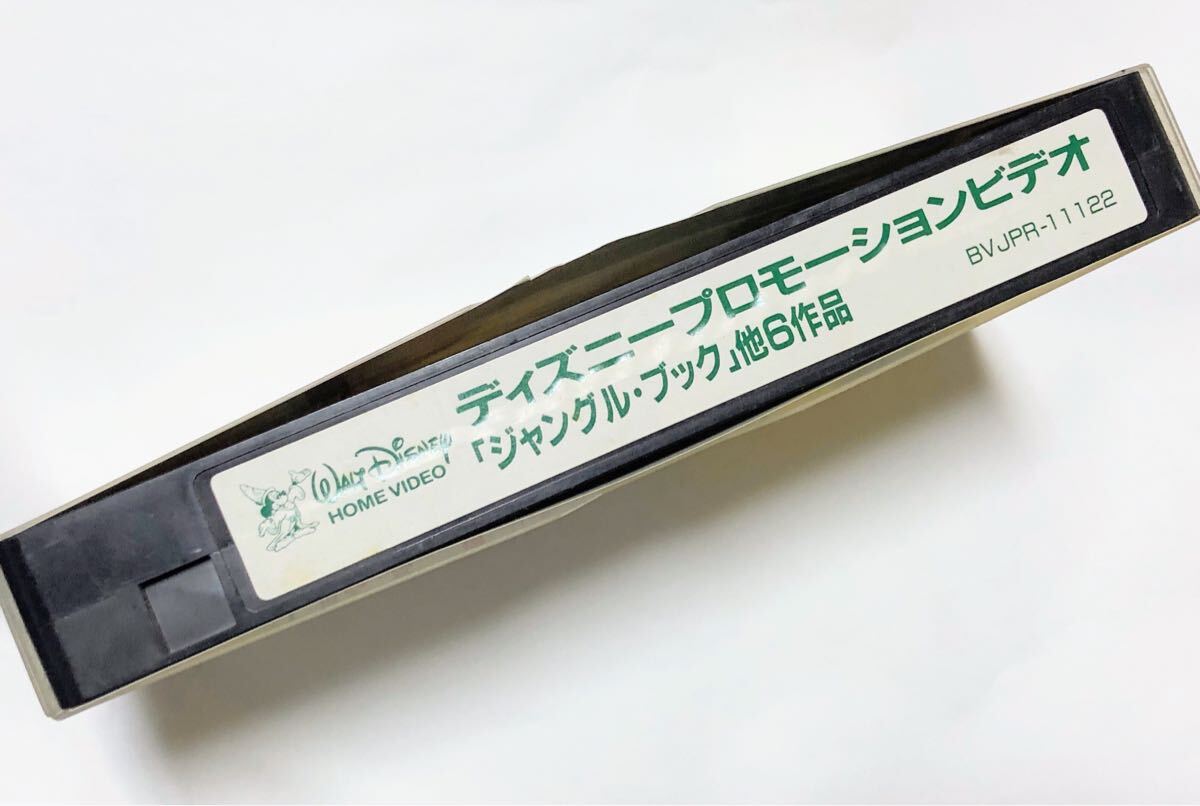 WALT DISNEY
HOME VIDEO
ディズニープロモーションビデオ
「ジャングル・ブック」他6作品
BVJPR-11122